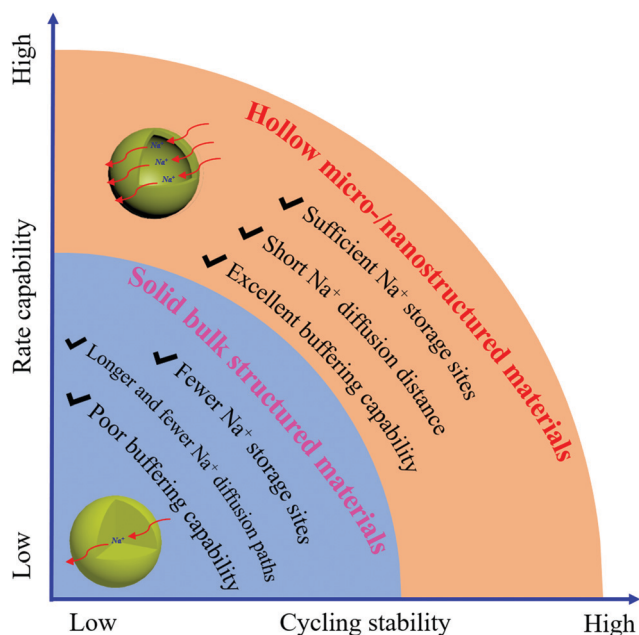 High
Rate capability
Low
Hollow micro-/nanostructured materials
Sufficient Na⁺ storage sites
Short Na⁺ diffusion distance
Excellent buffering capability
Na⁺
Na⁺
Na⁺
Solid bulk structured materials
Fewer Na⁺ storage sites
Longer and fewer Na⁺ diffusion paths
Poor buffering capability
Na⁺
Low
Cycling stability
High